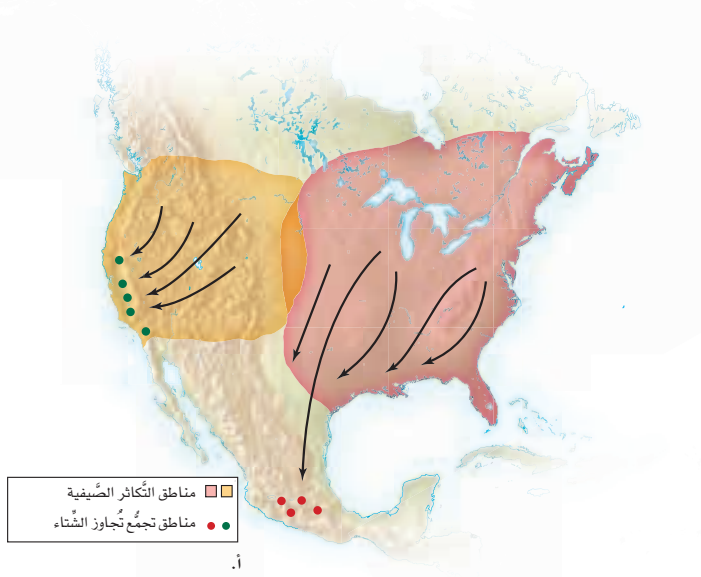 مناطق التَّكاثر الصَّيفية
مناطق تجمُّع تُجاوز الشِّتاء
أ.